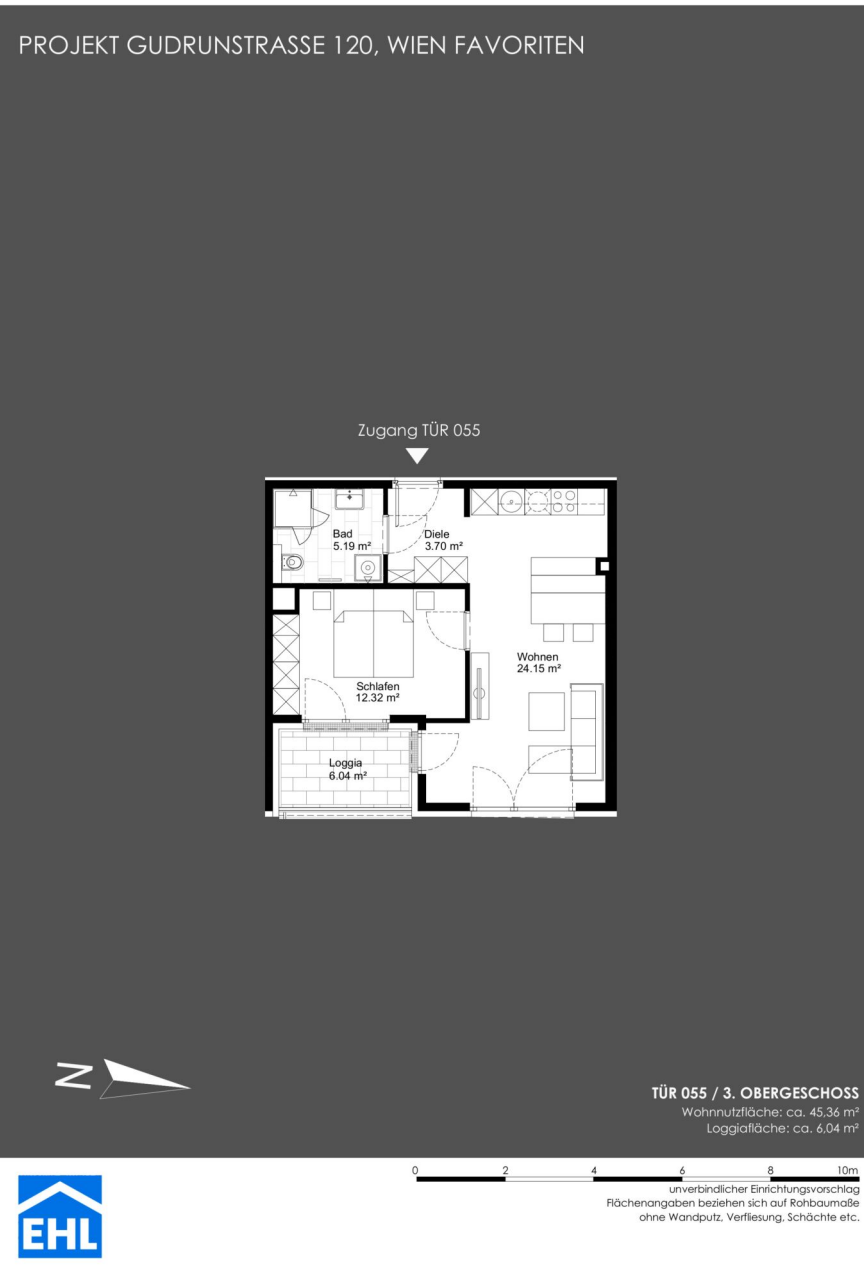 PROJEKT GUDRUNSTRASSE 120, WIEN FAVORITEN
Zugang TÜR 055
Bad
5.19 m²
Diele
3.70 m²
Wohnen
24.15 m²
Schlafen
12.32 m²
Loggia
6.04 m²
N
TÜR 055 / 3. OBERGESCHOSS
Wohnnutzfläche: ca. 45,36 m²
Loggiafläche: ca. 6,04 m²
0 2 4 6 8 10m
unverbindlicher Einrichtungsvorschlag
Flächenangaben beziehen sich auf Rohbaumaße
ohne Wandputz, Verfliesung, Schächte etc.
EHL